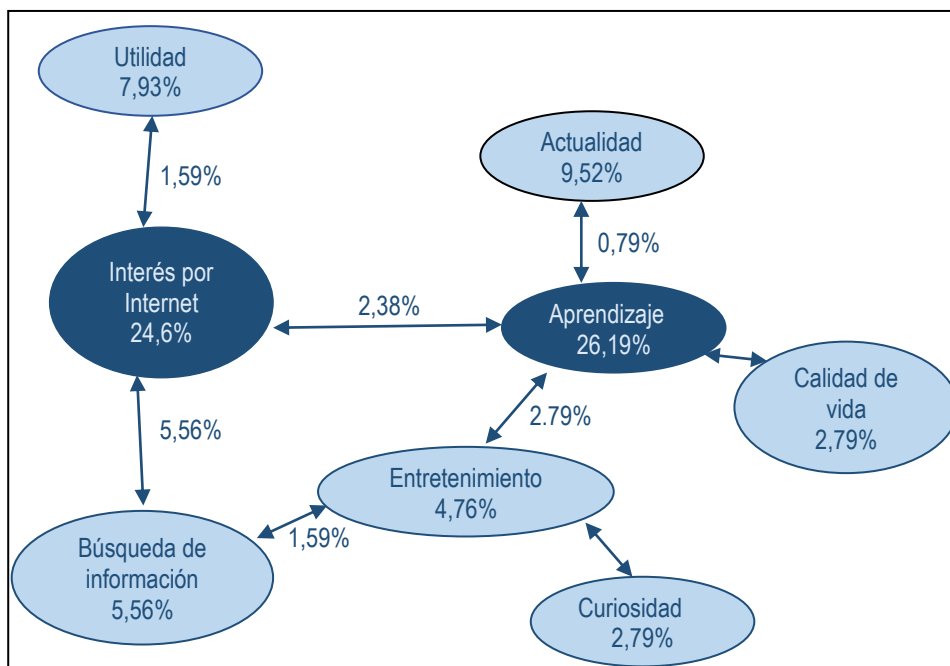 Utilidad
7,93%
Actualidad
9,52%
1,59%
0,79%
Interés por
Internet
24,6%
2,38%
Aprendizaje
26,19%
Calidad de
vida
2,79%
5,56%
2.79%
Entretenimiento
4,76%
1,59%
Búsqueda de
información
5,56%
Curiosidad
2,79%